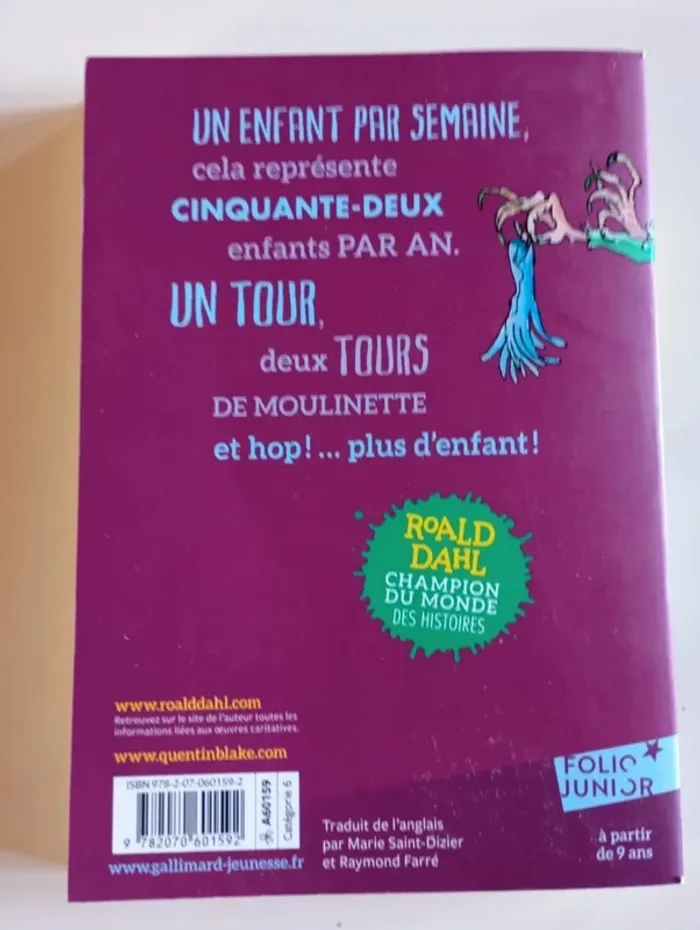 UN ENFANT PAR SEMAINE,
cela représente
CINQUANTE-DEUX
enfants PAR AN.
UN TOUR,
deux TOURS
DE MOULINETTE
et hop! ... plus d'enfant!
ROALD
DAHL
CHAMPION
DU MONDE
DES HISTOIRES
www.roalddahl.com
Retrouvez sur le site de l'auteur toutes les
informations liées aux œuvres caritatives.
www.quentinblake.com
ISBN 978-2-07-060159-2
9 782070 601592
A60159
Catégorie 6
www.gallimard-jeunesse.fr
Traduit de l'anglais
par Marie Saint-Dizier
et Raymond Farré
FOLIO
JUNIOR
à partir
de 9 ans